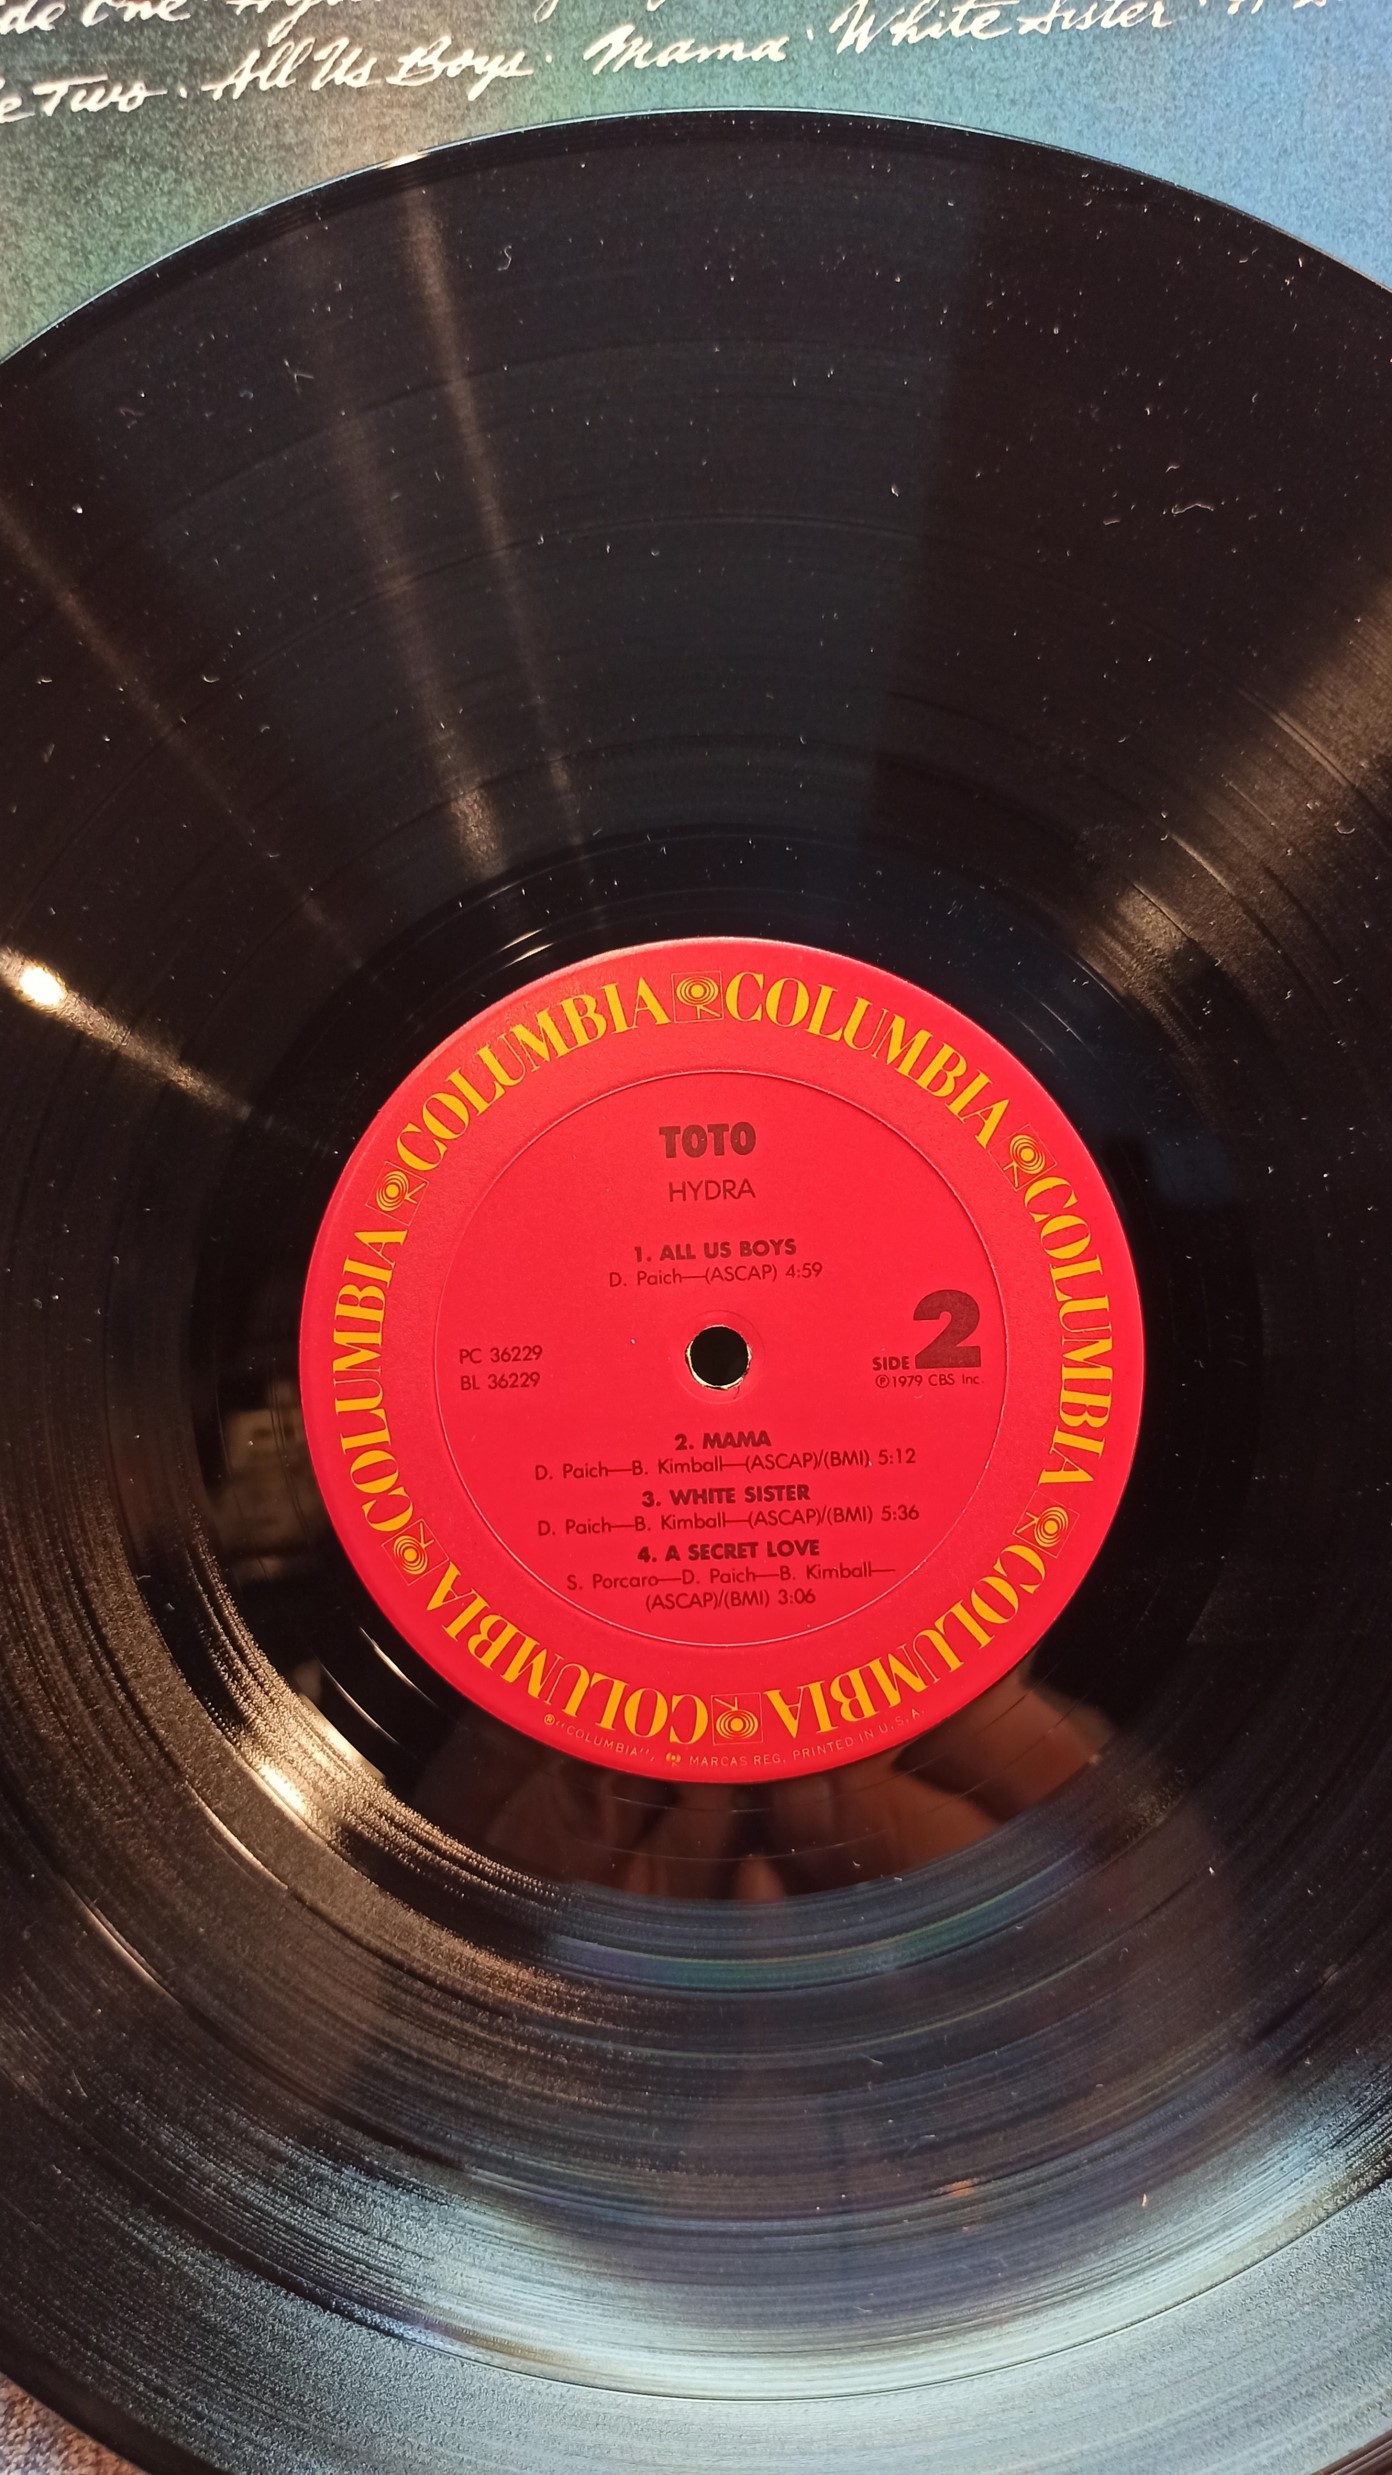 All Us Boys · Mama · White Sister ·
Two ·
COLUMBIA COLUMBIA COLUMBIA COLUMBIA COLUMBIA COLUMBIA
TOTO
HYDRA
1. ALL US BOYS
D. Paich—(ASCAP) 4:59
PC 36229
BL 36229
SIDE 2
℗1979 CBS Inc.
2. MAMA
D. Paich—B. Kimball—(ASCAP)/(BMI) 5:12
3. WHITE SISTER
D. Paich—B. Kimball—(ASCAP)/(BMI) 5:36
4. A SECRET LOVE
S. Porcaro—D. Paich—B. Kimball—
(ASCAP)/(BMI) 3:06
®"COLUMBIA", MARCAS REG. PRINTED IN U.S.A.